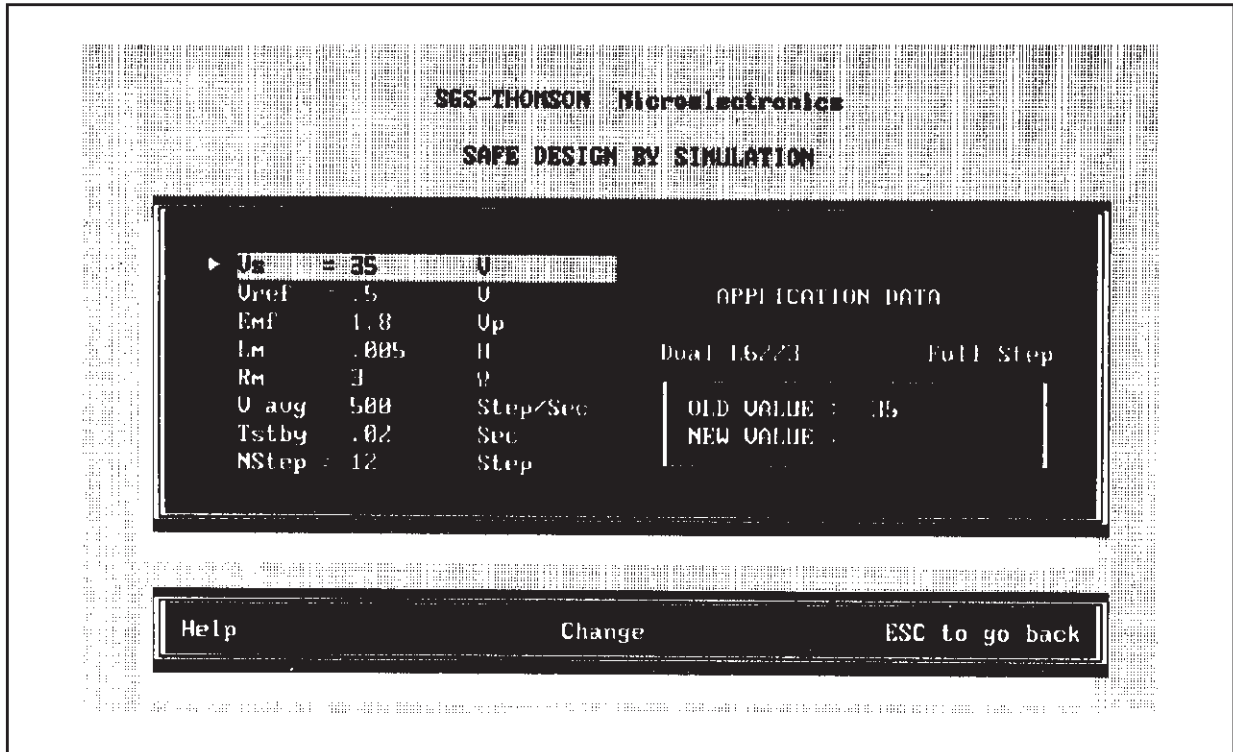 SGS-THOMSON Microelectronics
SAFE DESIGN BY SIMULATION
► Vs = 35 V
Vref .5 V
Emf 1.8 Vp
Lm .005 H
Rm 3 Ω
V avg 500 Step/Sec
Tstby .02 Sec
NStep 12 Step
APPLICATION DATA
Dual L6223 Full Step
OLD VALUE : 35
NEW VALUE :
Help Change ESC to go back